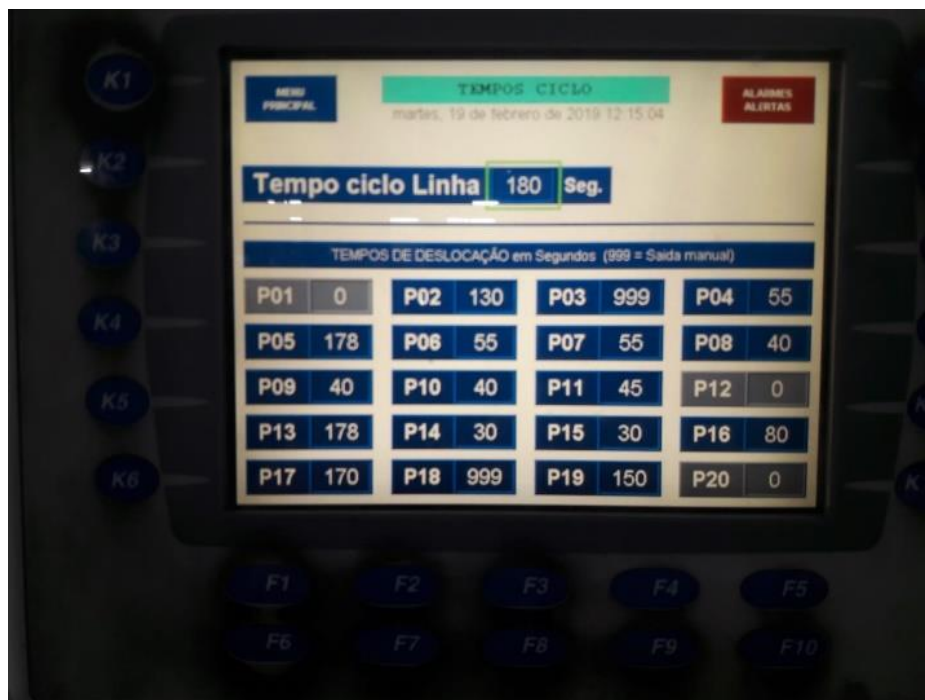 K1
MENU PRINCIPAL
TEMPOS CICLO
ALARMES ALERTAS
martes, 19 de febrero de 2019 12:15:04
K2
Tempo ciclo Linha 180 Seg.
K3
TEMPOS DE DESLOCAÇÃO em Segundos (999 = Saida manual)
P01 0 P02 130 P03 999 P04 55
K4
P05 178 P06 55 P07 55 P08 40
P09 40 P10 40 P11 45 P12 0
K5
P13 178 P14 30 P15 30 P16 80
K6
P17 170 P18 999 P19 150 P20 0
F1 F2 F3 F4 F5
F6 F7 F8 F9 F10